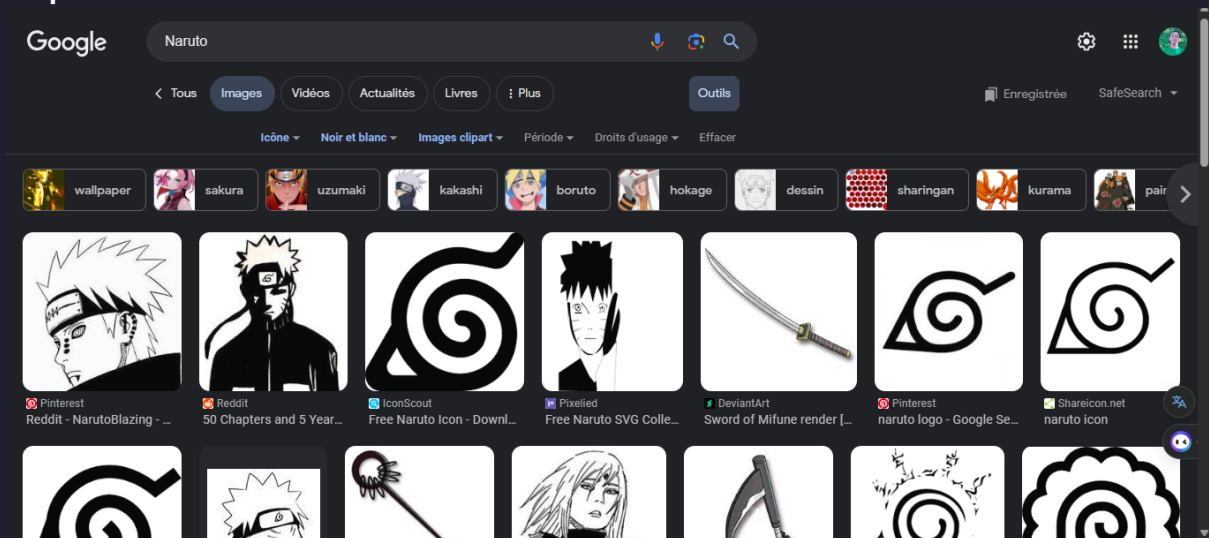 Google
Naruto
Tous Images Vidéos Actualités Livres Plus Outils Enregistrée SafeSearch
Icône Noir et blanc Images clipart Période Droits d'usage Effacer
wallpaper sakura uzumaki kakashi boruto hokage dessin sharingan kurama
Pinterest Reddit IconScout Pixelied DeviantArt Pinterest Shareicon.net
Reddit - NarutoBlazing - ... 50 Chapters and 5 Year... Free Naruto Icon - Downl... Free Naruto SVG Colle... Sword of Mifune render [... naruto logo - Google Se... naruto icon